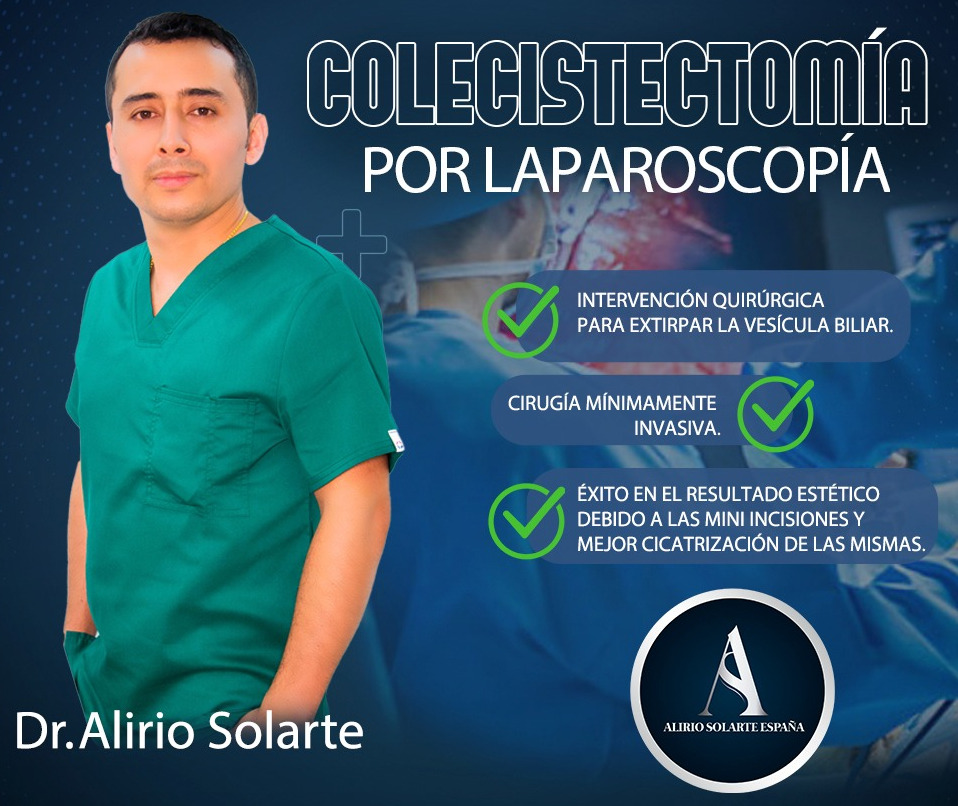 COLECISTECTOMÍA
POR LAPAROSCOPÍA
INTERVENCIÓN QUIRÚRGICA
PARA EXTIRPAR LA VESÍCULA BILIAR.
CIRUGÍA MÍNIMAMENTE
INVASIVA.
ÉXITO EN EL RESULTADO ESTÉTICO
DEBIDO A LAS MINI INCISIONES Y
MEJOR CICATRIZACIÓN DE LAS MISMAS.
Dr. Alirio Solarte
ALIRIO SOLARTE ESPAÑA